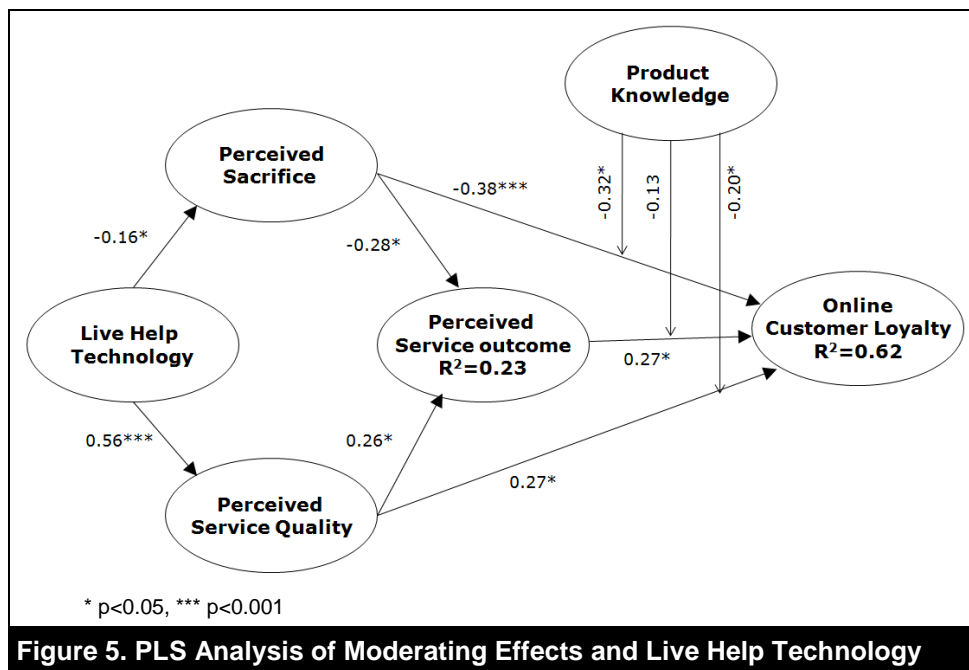 Product
Knowledge
Perceived
Sacrifice
-0.38***
-0.32*
-0.13
-0.20*
-0.16*
-0.28*
Live Help
Technology
Perceived
Service outcome
R²=0.23
Online
Customer Loyalty
R²=0.62
0.27*
0.56***
0.26*
0.27*
Perceived
Service Quality
* p<0.05, *** p<0.001
Figure 5. PLS Analysis of Moderating Effects and Live Help Technology